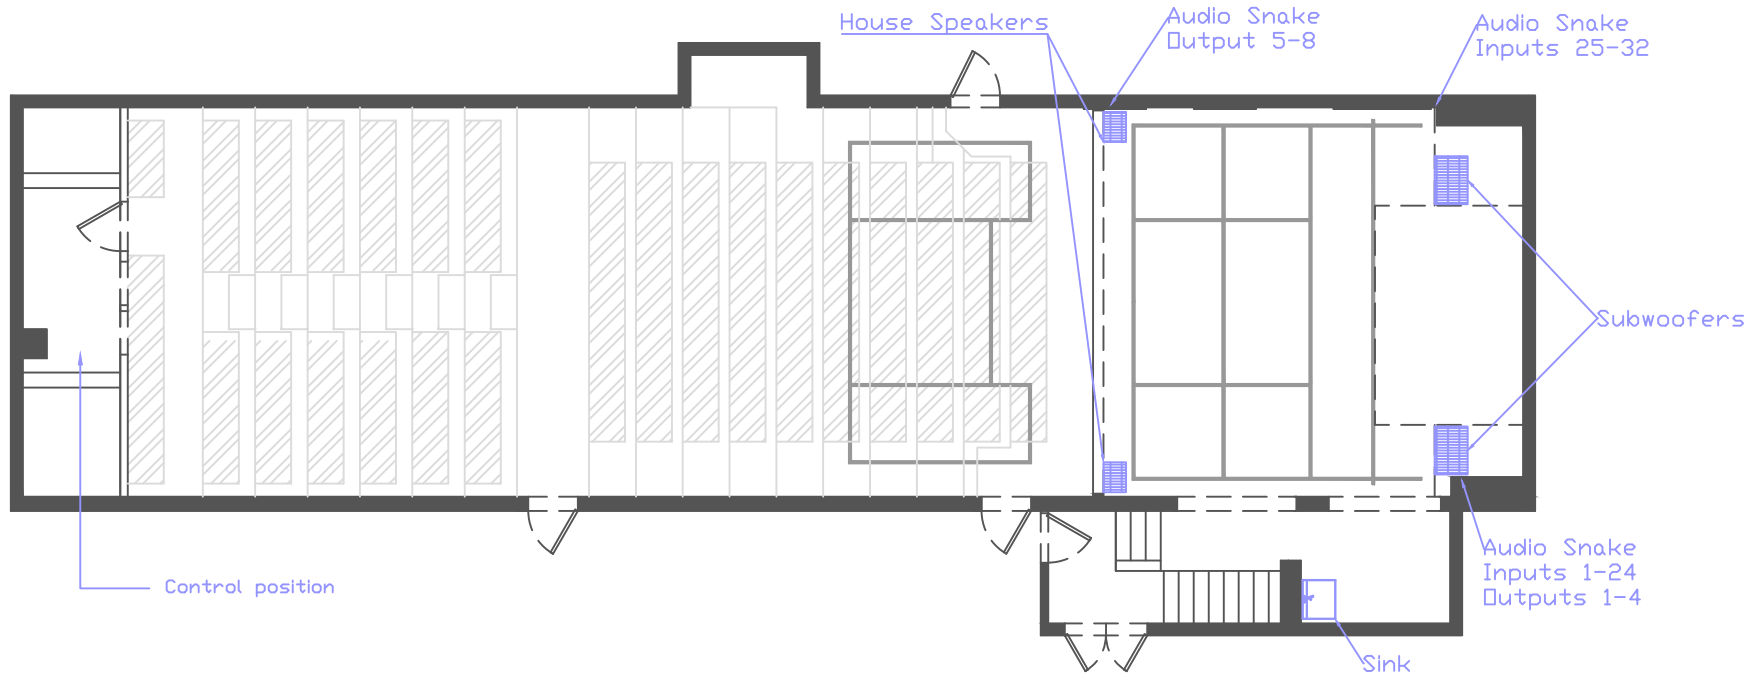 House Speakers
Audio Snake
Output 5-8
Audio Snake
Inputs 25-32
Subwoofers
Audio Snake
Inputs 1-24
Outputs 1-4
Control position
Sink